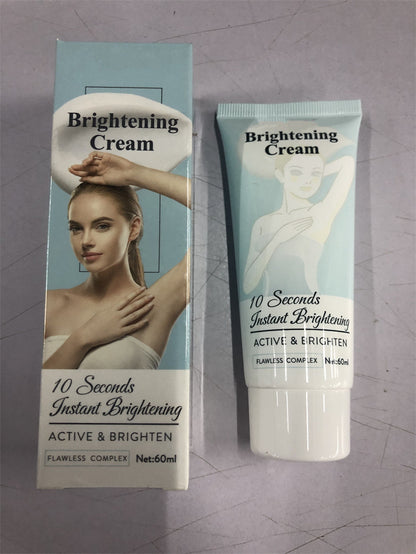 Brightening
Cream
10 Seconds
Instant Brightening
ACTIVE & BRIGHTEN
FLAWLESS COMPLEX Net:60ml
Brightening
Cream
10 Seconds
Instant Brightening
ACTIVE & BRIGHTEN
FLAWLESS COMPLEX Net:60ml